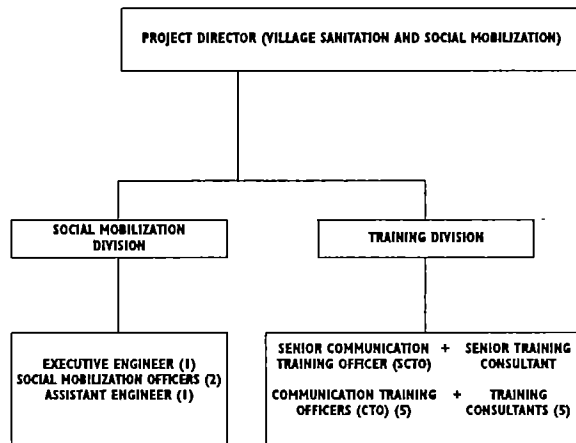 PROJECT DIRECTOR (VILLAGE SANITATION AND SOCIAL MOBILIZATION)
SOCIAL MOBILIZATION
DIVISION
TRAINING DIVISION
EXECUTIVE ENGINEER (1)
SOCIAL MOBILIZATION OFFICERS (2)
ASSISTANT ENGINEER (1)
SENIOR COMMUNICATION + SENIOR TRAINING
TRAINING OFFICER (SCTO) CONSULTANT
COMMUNICATION TRAINING + TRAINING
OFFICERS (CTO) (5) CONSULTANTS (5)